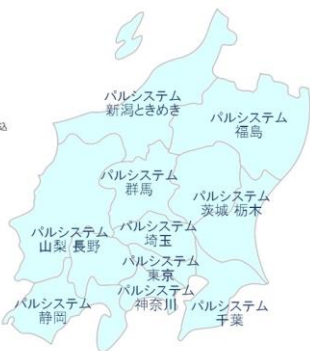 パルシステム
新潟ときめき
パルシステム
福島
込
パルシステム
群馬
パルシステム
茨城 栃木
パルシステム
埼玉
パルシステム
山梨 長野
パルシステム
東京
パルシステム
神奈川
パルシステム
静岡
パルシステム
千葉